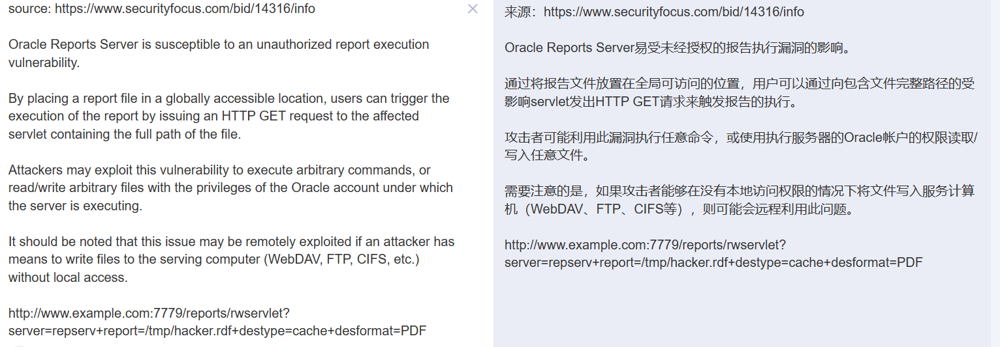 source: https://www.securityfocus.com/bid/14316/info
Oracle Reports Server is susceptible to an unauthorized report execution
vulnerability.
By placing a report file in a globally accessible location, users can trigger the
execution of the report by issuing an HTTP GET request to the affected
servlet containing the full path of the file.
Attackers may exploit this vulnerability to execute arbitrary commands, or
read/write arbitrary files with the privileges of the Oracle account under which
the server is executing.
It should be noted that this issue may be remotely exploited if an attacker has
means to write files to the serving computer (WebDAV, FTP, CIFS, etc.)
without local access.
http://www.example.com:7779/reports/rwservlet?
server=repserv+report=/tmp/hacker.rdf+destype=cache+desformat=PDF
来源：https://www.securityfocus.com/bid/14316/info
Oracle Reports Server易受未经授权的报告执行漏洞的影响。
通过将报告文件放置在全局可访问的位置，用户可以通过向包含文件完整路径的受
影响servlet发出HTTP GET请求来触发报告的执行。
攻击者可能利用此漏洞执行任意命令，或使用执行服务器的Oracle帐户的权限读取/
写入任意文件。
需要注意的是，如果攻击者能够在没有本地访问权限的情况下将文件写入服务计算
机（WebDAV、FTP、CIFS等），则可能会远程利用此问题。
http://www.example.com:7779/reports/rwservlet?
server=repserv+report=/tmp/hacker.rdf+destype=cache+desformat=PDF